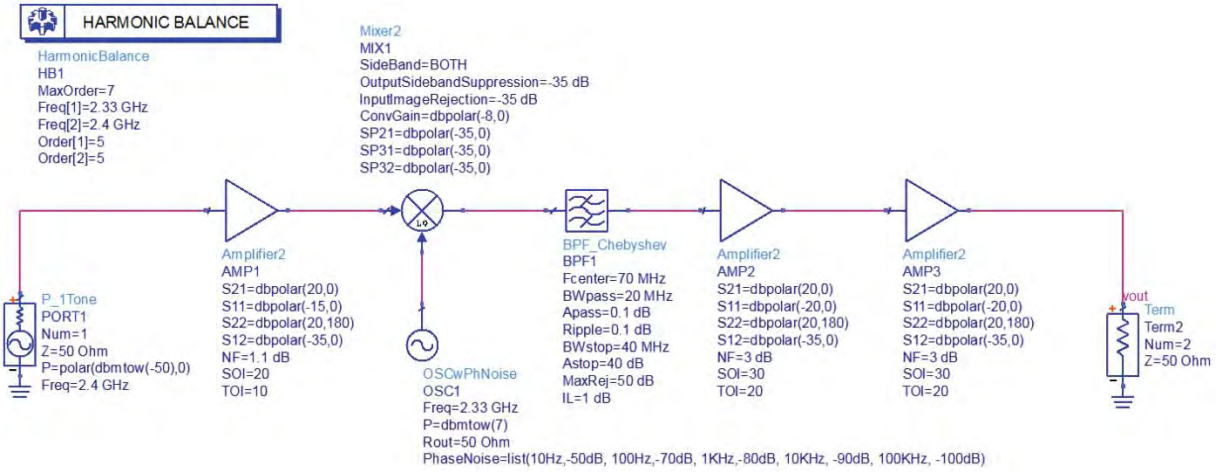 HARMONIC BALANCE
HarmonicBalance
HB1
MaxOrder=7
Freq[1]=2.33 GHz
Freq[2]=2.4 GHz
Order[1]=5
Order[2]=5
Mixer2
MIX1
SideBand=BOTH
OutputSidebandSuppression=-35 dB
InputImageRejection=-35 dB
ConvGain=dbpolar(-8,0)
SP21=dbpolar(-35,0)
SP31=dbpolar(-35,0)
SP32=dbpolar(-35,0)
P_1Tone
PORT1
Num=1
Z=50 Ohm
P=polar(dbmtow(-50),0)
Freq=2.4 GHz
Amplifier2
AMP1
S21=dbpolar(20,0)
S11=dbpolar(-15,0)
S22=dbpolar(20,180)
S12=dbpolar(-35,0)
NF=1.1 dB
SOI=20
TOI=10
OSCwPhNoise
OSC1
Freq=2.33 GHz
P=dbmtow(7)
Rout=50 Ohm
PhaseNoise=list(10Hz,-50dB, 100Hz,-70dB, 1KHz,-80dB, 10KHz, -90dB, 100KHz, -100dB)
BPF_Chebyshev
BPF1
Fcenter=70 MHz
BWpass=20 MHz
Apass=0.1 dB
Ripple=0.1 dB
BWstop=40 MHz
Astop=40 dB
MaxRej=50 dB
IL=1 dB
Amplifier2
AMP2
S21=dbpolar(20,0)
S11=dbpolar(-20,0)
S22=dbpolar(20,180)
S12=dbpolar(-35,0)
NF=3 dB
SOI=30
TOI=20
Amplifier2
AMP3
S21=dbpolar(20,0)
S11=dbpolar(-20,0)
S22=dbpolar(20,180)
S12=dbpolar(-35,0)
NF=3 dB
SOI=30
TOI=20
vout
Term
Term2
Num=2
Z=50 Ohm